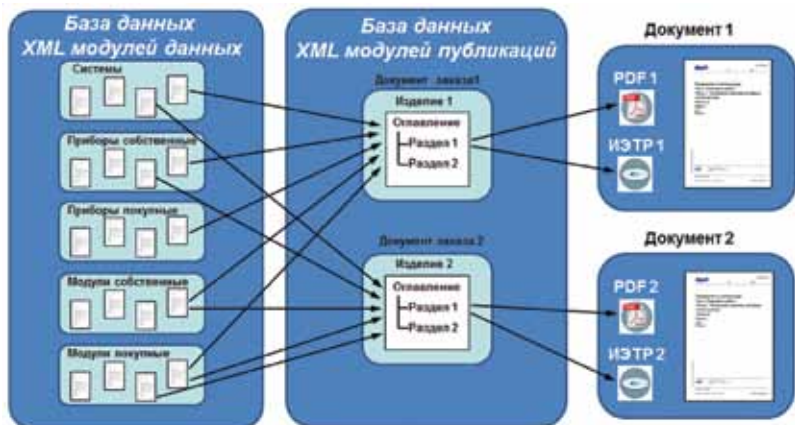 База данных
XML модулей данных
Системы
Приборы собственные
Приборы покупные
Модули собственные
Модули покупные
База данных
XML модулей публикаций
Документ заказа1
Изделие 1
Оглавление
Раздел 1
Раздел 2
Документ заказа2
Изделие 2
Оглавление
Раздел 1
Раздел 2
Документ 1
PDF 1
ИЭТР 1
Документ 2
PDF 2
ИЭТР 2